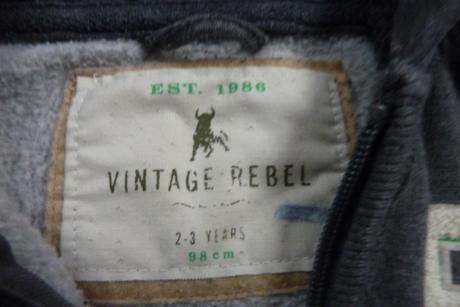 EST. 1986
VINTAGE REBEL
2-3 YEARS
98 cm